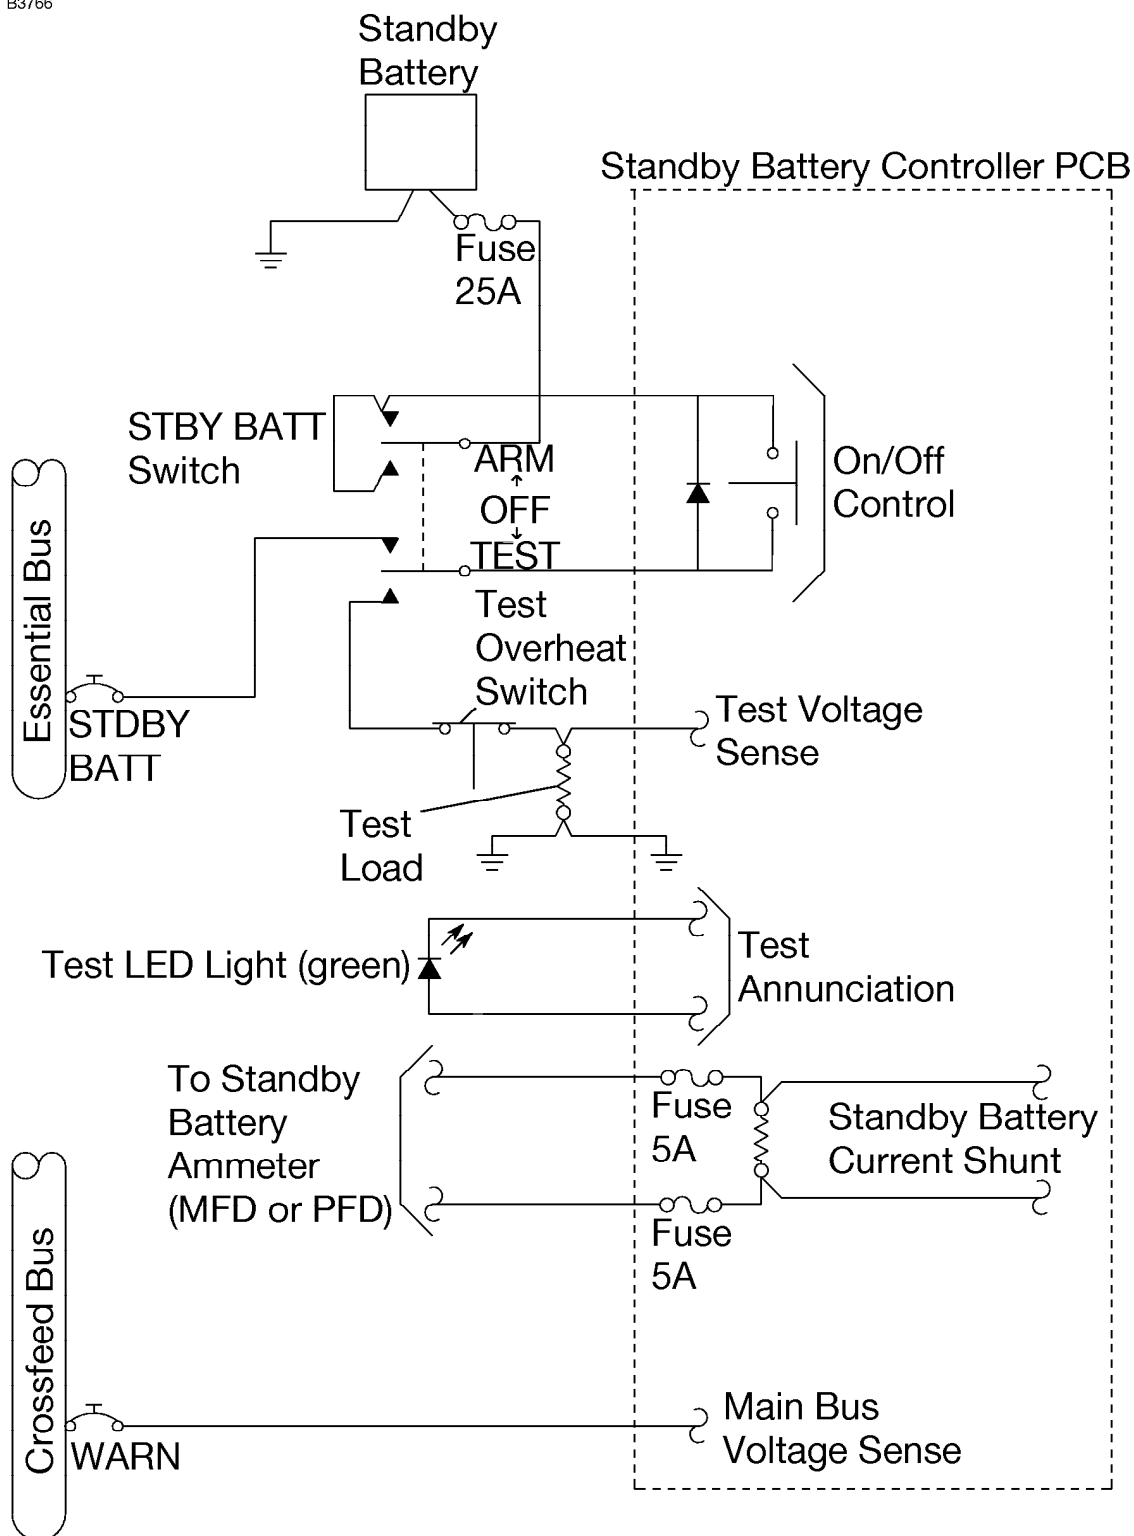 B3766
Standby
Battery
Standby Battery Controller PCB
Fuse
25A
STBY BATT
Switch
ARM
OFF
TEST
On/Off
Control
Essential Bus
STDBY
BATT
Test
Overheat
Switch
Test Voltage
Sense
Test
Load
Test LED Light (green)
Test
Annunciation
To Standby
Battery
Ammeter
(MFD or PFD)
Fuse
5A
Standby Battery
Current Shunt
Fuse
5A
Crossfeed Bus
WARN
Main Bus
Voltage Sense